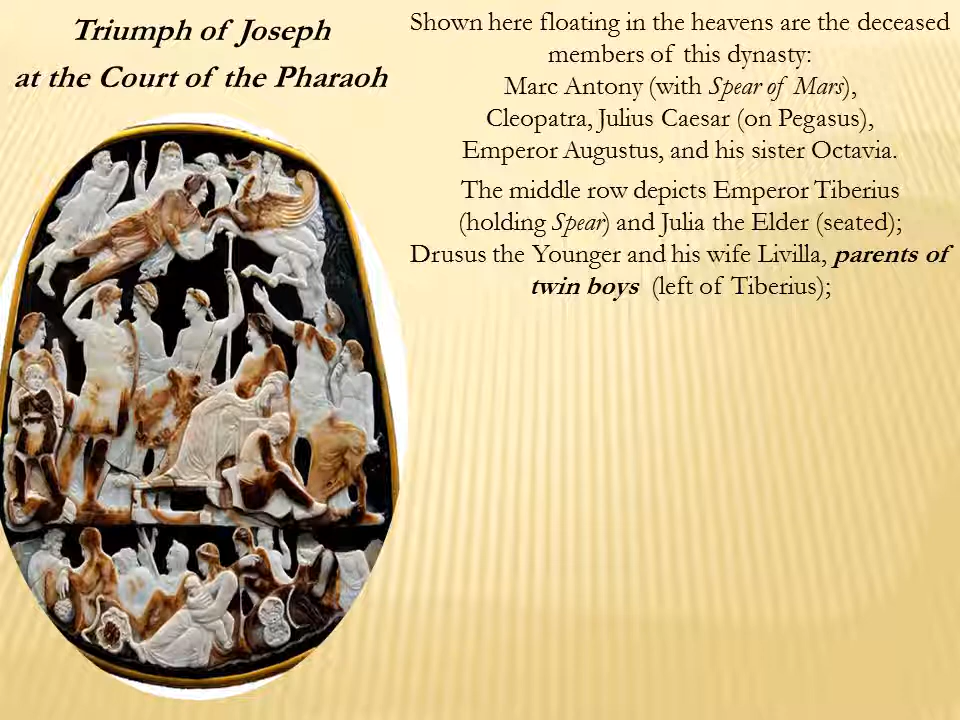 Triumph of Joseph
at the Court of the Pharaoh
Shown here floating in the heavens are the deceased
members of this dynasty:
Marc Antony (with Spear of Mars),
Cleopatra, Julius Caesar (on Pegasus),
Emperor Augustus, and his sister Octavia.
The middle row depicts Emperor Tiberius
(holding Spear) and Julia the Elder (seated);
Drusus the Younger and his wife Livilla, parents of
twin boys (left of Tiberius);